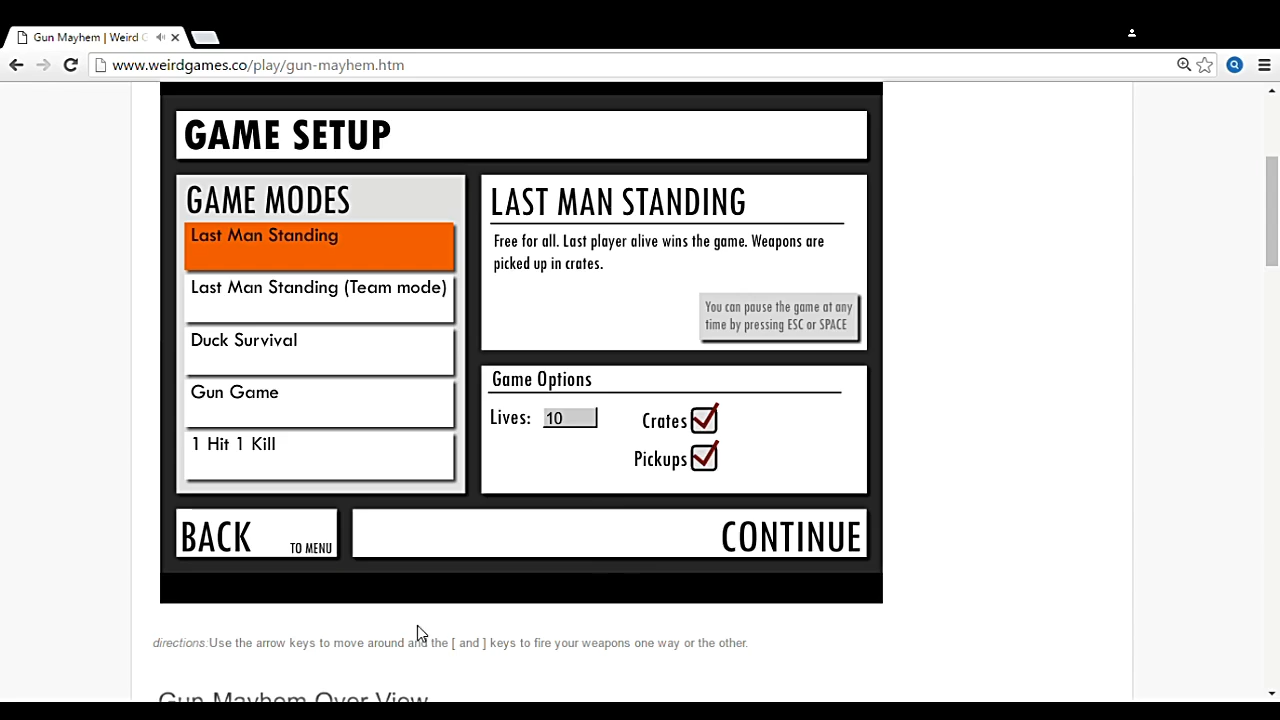 Gun Mayhem | Weird G
www.weirdgames.co/play/gun-mayhem.htm
GAME SETUP
GAME MODES
Last Man Standing
Last Man Standing (Team mode)
Duck Survival
Gun Game
1 Hit 1 Kill
LAST MAN STANDING
Free for all. Last player alive wins the game. Weapons are
picked up in crates.
You can pause the game at any
time by pressing ESC or SPACE
Game Options
Lives: 10
Crates
Pickups
BACK TO MENU
CONTINUE
directions:Use the arrow keys to move around and the [ and ] keys to fire your weapons one way or the other.
Gun Mayhem Over View